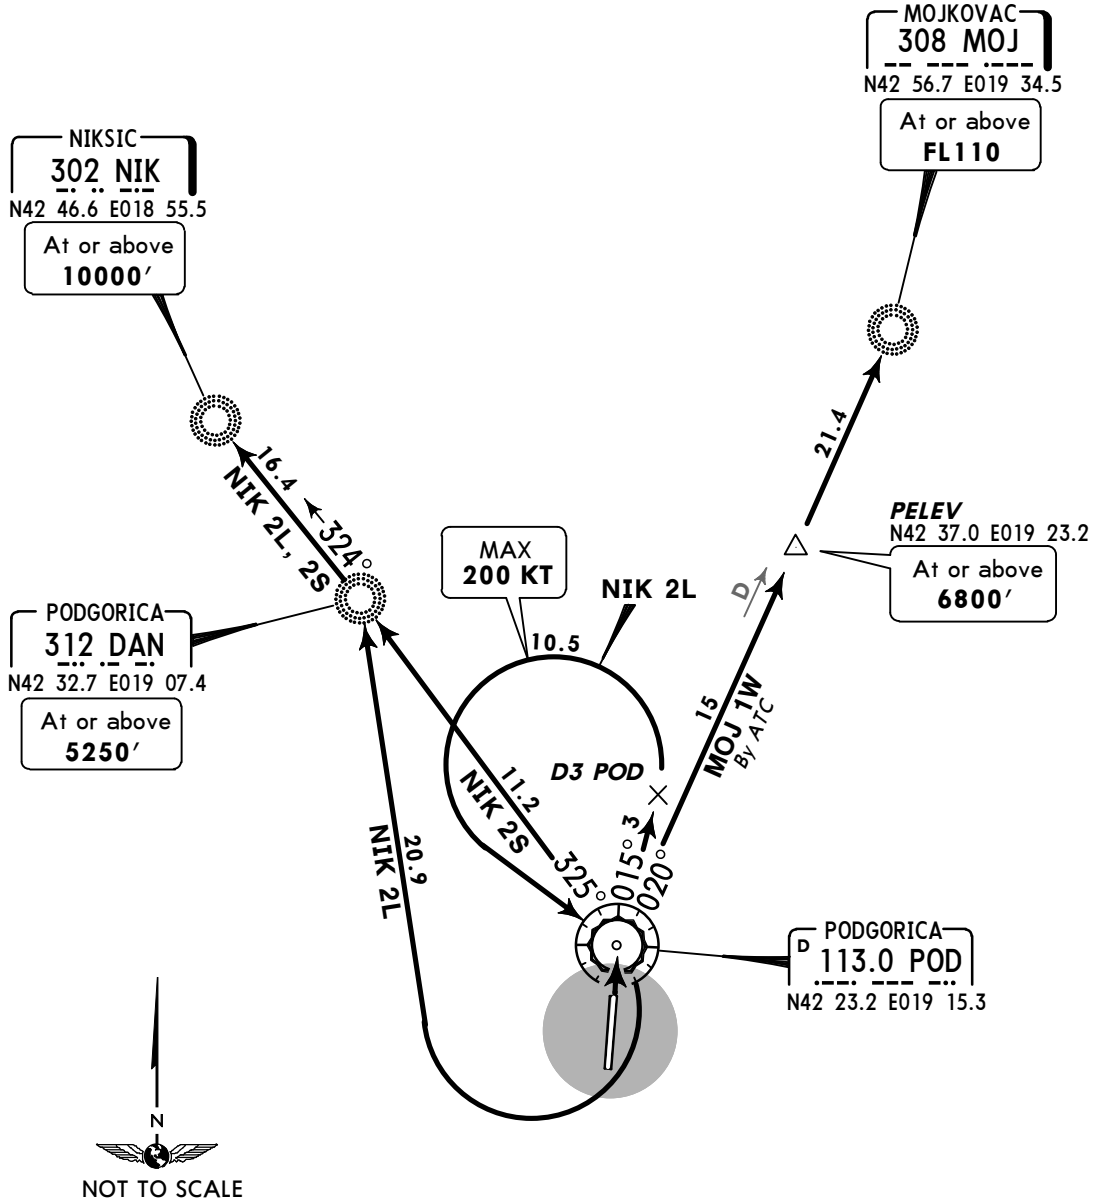 MOJKOVAC
308 MOJ
N42 56.7 E019 34.5
At or above
FL110
NIKSIC
302 NIK
N42 46.6 E018 55.5
At or above
10000'
16.4
NIK 2L, 2S
324°
21.4
PELEV
N42 37.0 E019 23.2
At or above
6800'
MAX
200 KT
NIK 2L
10.5
D
PODGORICA
312 DAN
N42 32.7 E019 07.4
At or above
5250'
15
MOJ 1W
By ATC
D3 POD
11.2
NIK 2S
20.9
NIK 2L
325°
015°
3
020°
PODGORICA
D 113.0 POD
N42 23.2 E019 15.3
N
NOT TO SCALE